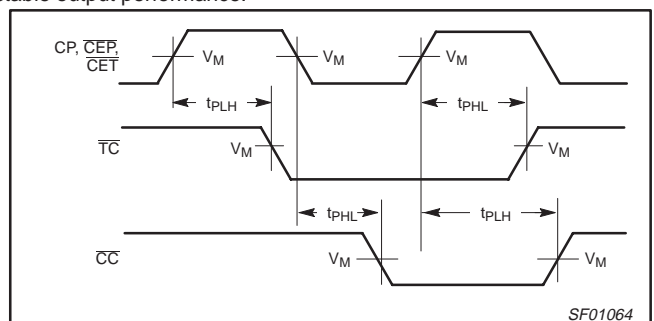 stable output performance.
CP, CEP,
CET
VM VM VM
tPLH tPHL
TC
VM VM
tPHL tPLH
CC
VM VM
SF01064